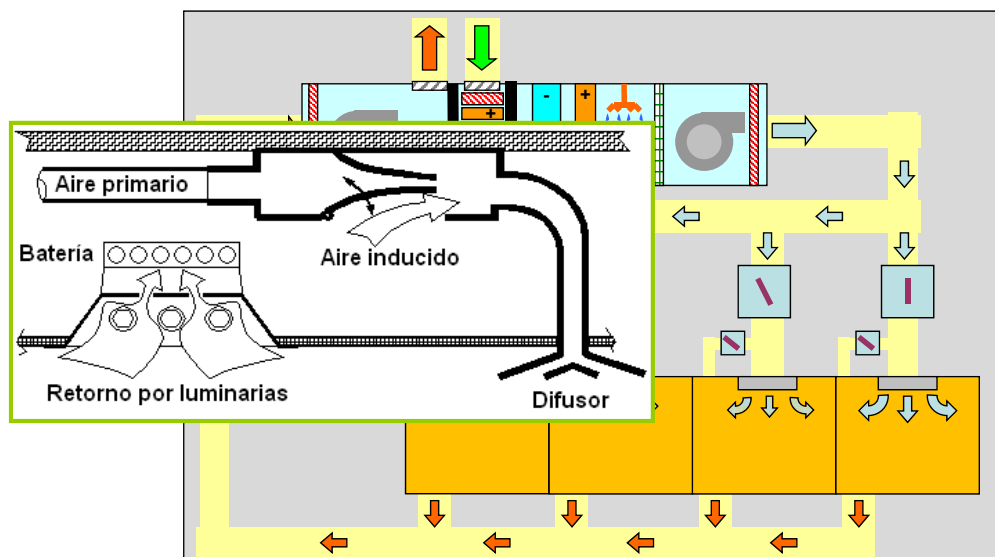 -
+
+
Aire primario
Aire inducido
Batería
Retorno por luminarias
Difusor